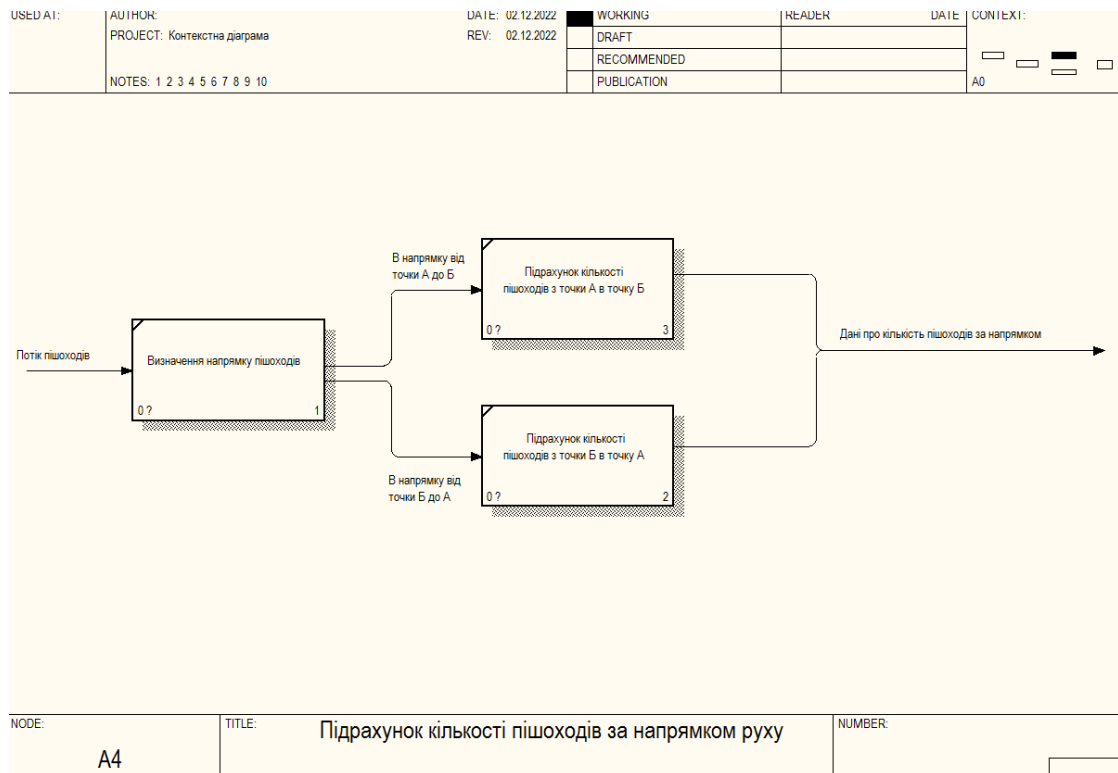 USED AT:
AUTHOR:
DATE: 02.12.2022
WORKING
READER
DATE
CONTEXT:
PROJECT: Контекстна діаграма
REV: 02.12.2022
DRAFT
RECOMMENDED
NOTES: 1 2 3 4 5 6 7 8 9 10
PUBLICATION
A0
В напрямку від
точки А до Б
Підрахунок кількості
пішоходів з точки А в точку Б
0 ?
3
Потік пішоходів
Визначення напрямку пішоходів
0 ?
1
Дані про кількість пішоходів за напрямком
Підрахунок кількості
пішоходів з точки Б в точку А
0 ?
2
В напрямку від
точки Б до А
NODE:
A4
TITLE:
Підрахунок кількості пішоходів за напрямком руху
NUMBER: